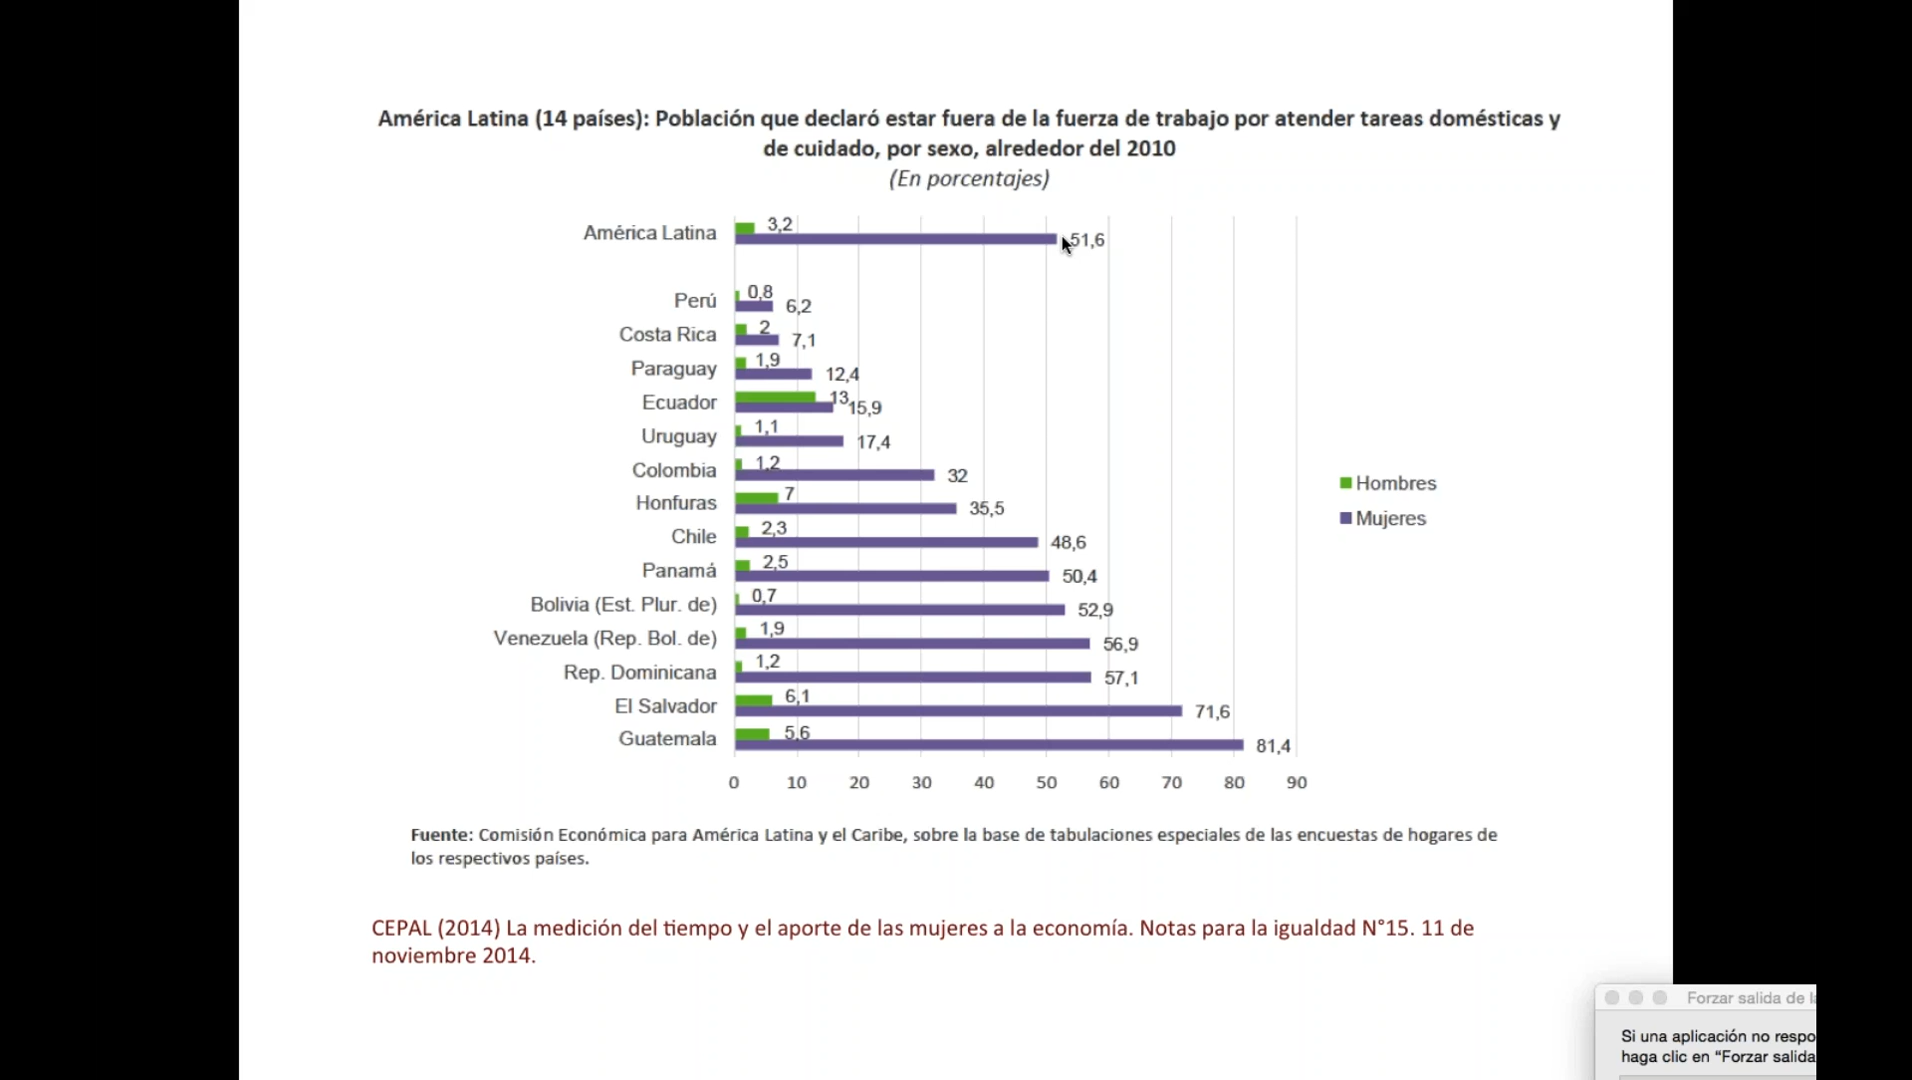 América Latina (14 países): Población que declaró estar fuera de la fuerza de trabajo por atender tareas domésticas y
de cuidado, por sexo, alrededor del 2010
(En porcentajes)
América Latina 3,2 51,6
Perú 0,8 6,2
Costa Rica 2 7,1
Paraguay 1,9 12,4
Ecuador 13 15,9
Uruguay 1,1 17,4
Colombia 1,2 32
Honfuras 7 35,5
Chile 2,3 48,6
Panamá 2,5 50,4
Bolivia (Est. Plur. de) 0,7 52,9
Venezuela (Rep. Bol. de) 1,9 56,9
Rep. Dominicana 1,2 57,1
El Salvador 6,1 71,6
Guatemala 5,6 81,4
0 10 20 30 40 50 60 70 80 90
Hombres
Mujeres
Fuente: Comisión Económica para América Latina y el Caribe, sobre la base de tabulaciones especiales de las encuestas de hogares de
los respectivos países.
CEPAL (2014) La medición del tiempo y el aporte de las mujeres a la economía. Notas para la igualdad N°15. 11 de
noviembre 2014.
Forzar salida de
Si una aplicación no respo
haga clic en “Forzar salida